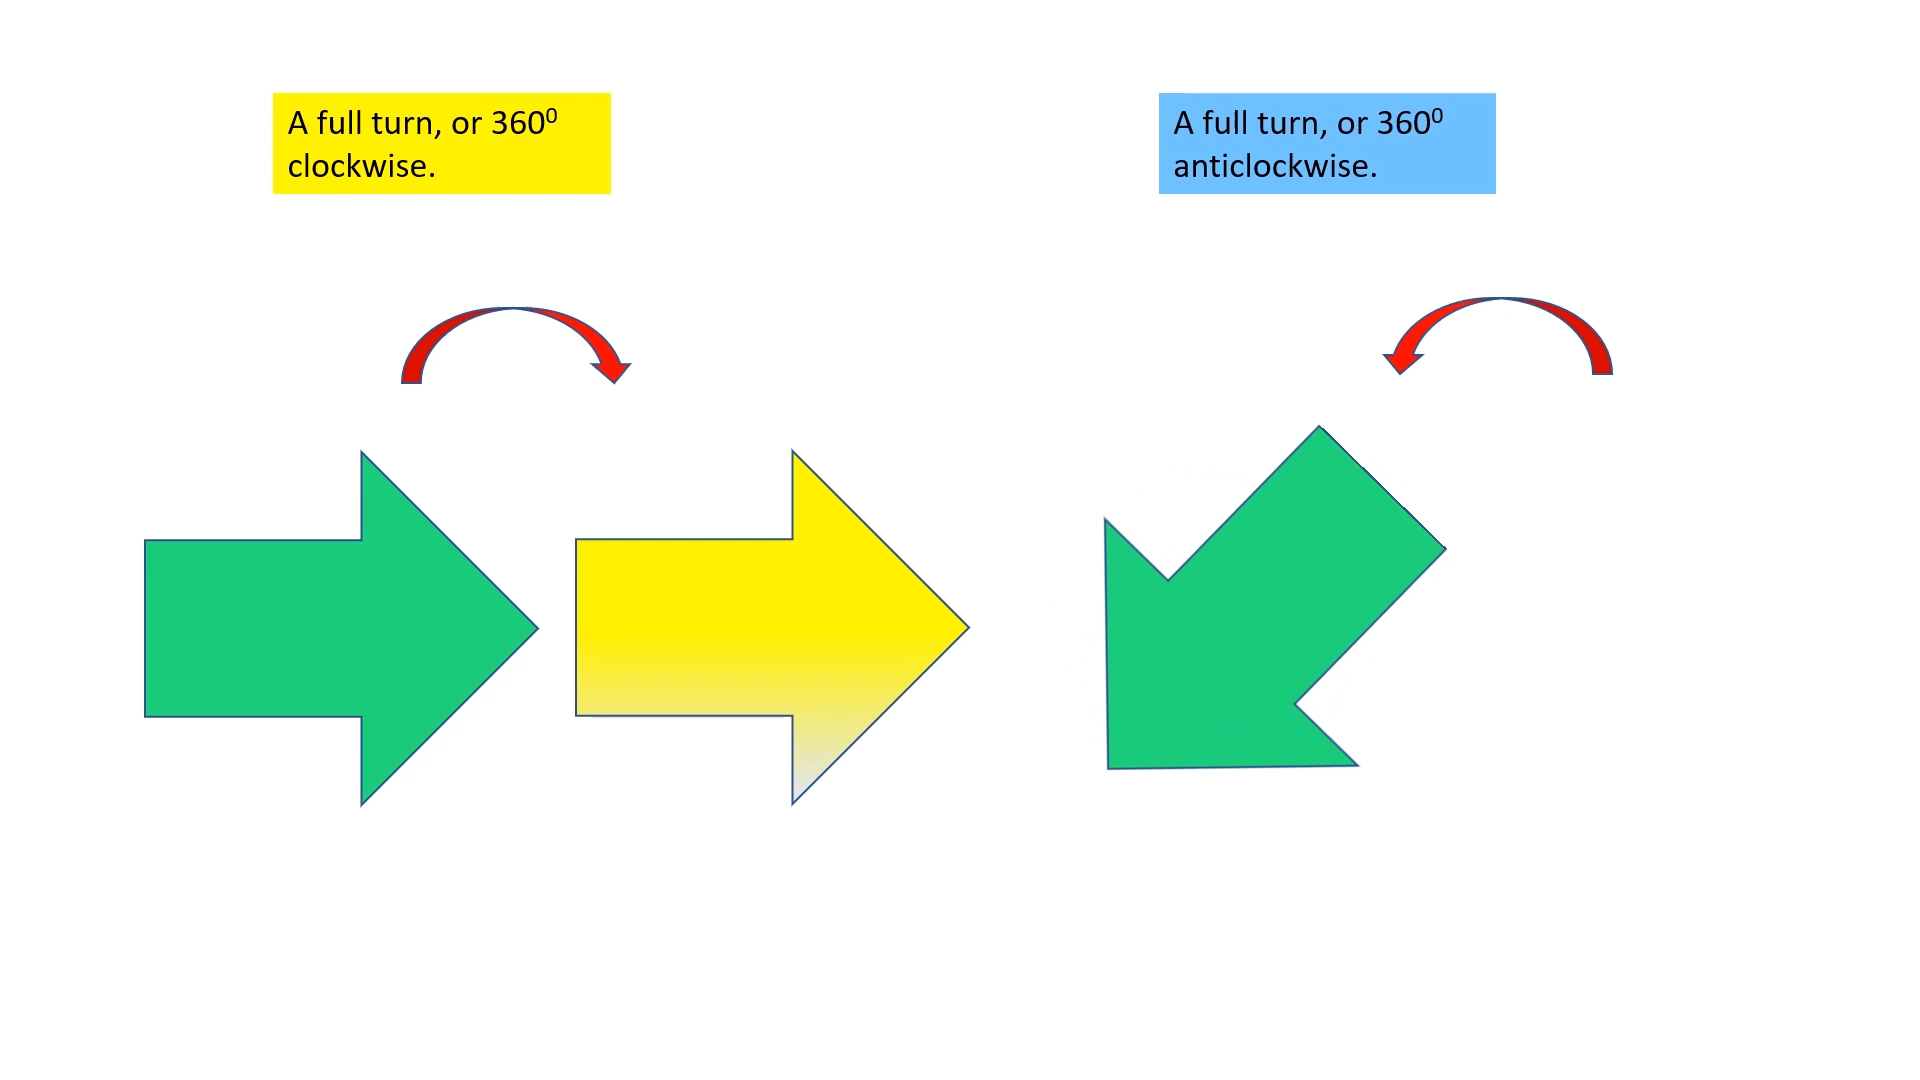 A full turn, or 360⁰
clockwise.
A full turn, or 360⁰
anticlockwise.